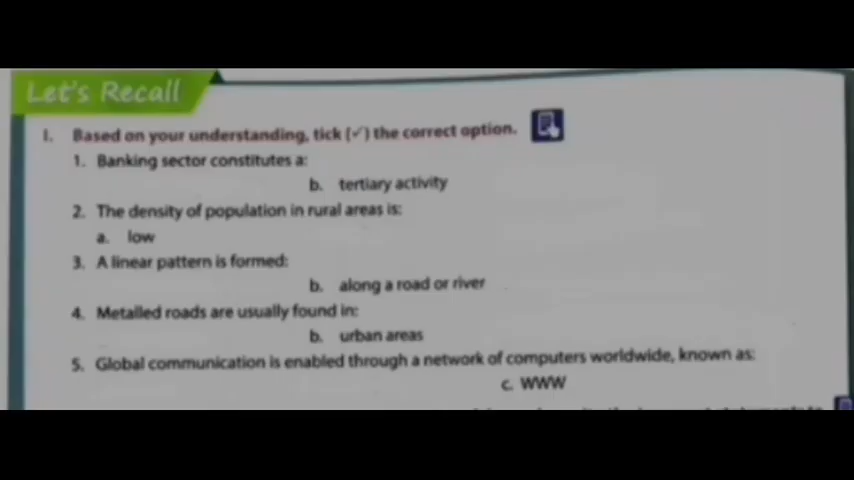 Let's Recall
I. Based on your understanding, tick (✓) the correct option.
1. Banking sector constitutes a:
b. tertiary activity
2. The density of population in rural areas is:
a. low
3. A linear pattern is formed:
b. along a road or river
4. Metalled roads are usually found in:
b. urban areas
5. Global communication is enabled through a network of computers worldwide, known as:
c. WWW